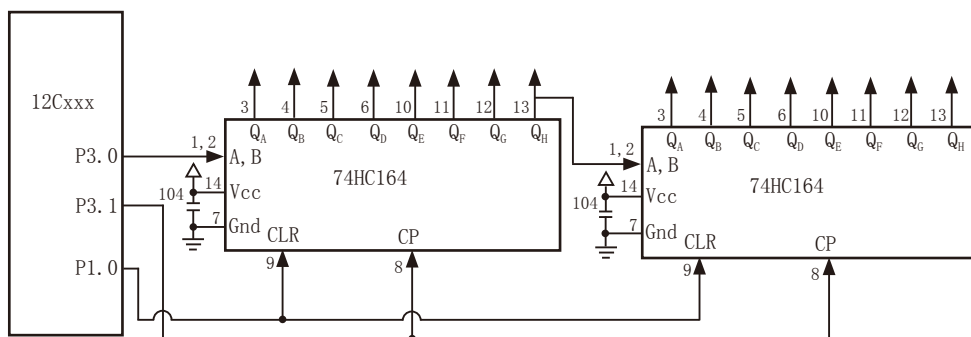 12Cxxx
P3.0
P3.1
P1.0
3 4 5 6 10 11 12 13
QA QB QC QD QE QF QG QH
1,2
A,B
74HC164
14
Vcc
104
7
Gnd
CLR
CP
9
8
3 4 5 6 10 11 12 13
QA QB QC QD QE QF QG QH
1,2
A,B
74HC164
14
Vcc
104
7
Gnd
CLR
CP
9
8